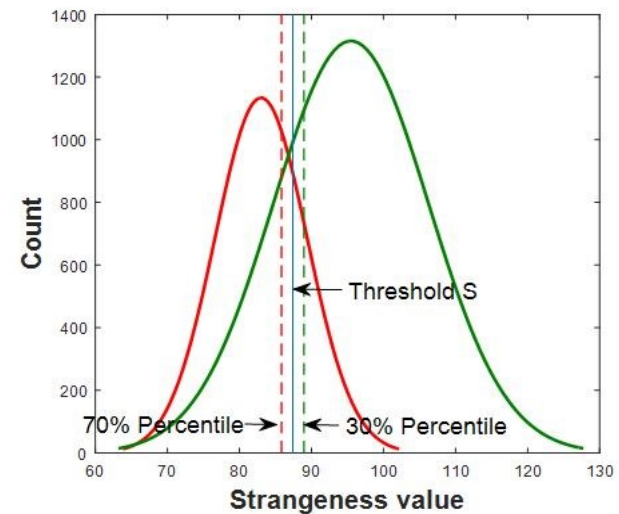 1400
1200
1000
800
600
400
200
0
Count
Threshold S
70% Percentile
30% Percentile
60 70 80 90 100 110 120 130
Strangeness value